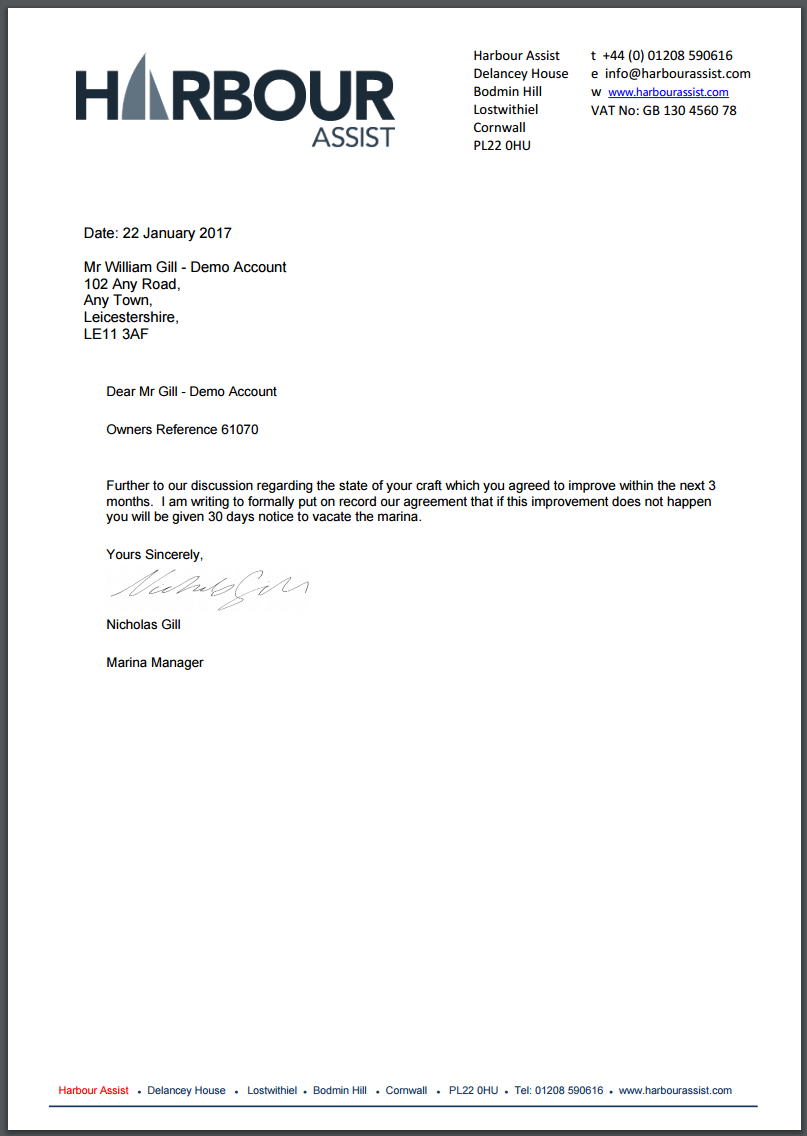 HARBOUR
ASSIST
Harbour Assist
Delancey House
Bodmin Hill
Lostwithiel
Cornwall
PL22 0HU
t +44 (0) 01208 590616
e info@harbourassist.com
w www.harbourassist.com
VAT No: GB 130 4560 78
Date: 22 January 2017
Mr William Gill - Demo Account
102 Any Road,
Any Town,
Leicestershire,
LE11 3AF
Dear Mr Gill - Demo Account
Owners Reference 61070
Further to our discussion regarding the state of your craft which you agreed to improve within the next 3
months.  I am writing to formally put on record our agreement that if this improvement does not happen
you will be given 30 days notice to vacate the marina.
Yours Sincerely,
Nicholas Gill
Nicholas Gill
Marina Manager
Harbour Assist • Delancey House • Lostwithiel • Bodmin Hill • Cornwall • PL22 0HU • Tel: 01208 590616 • www.harbourassist.com